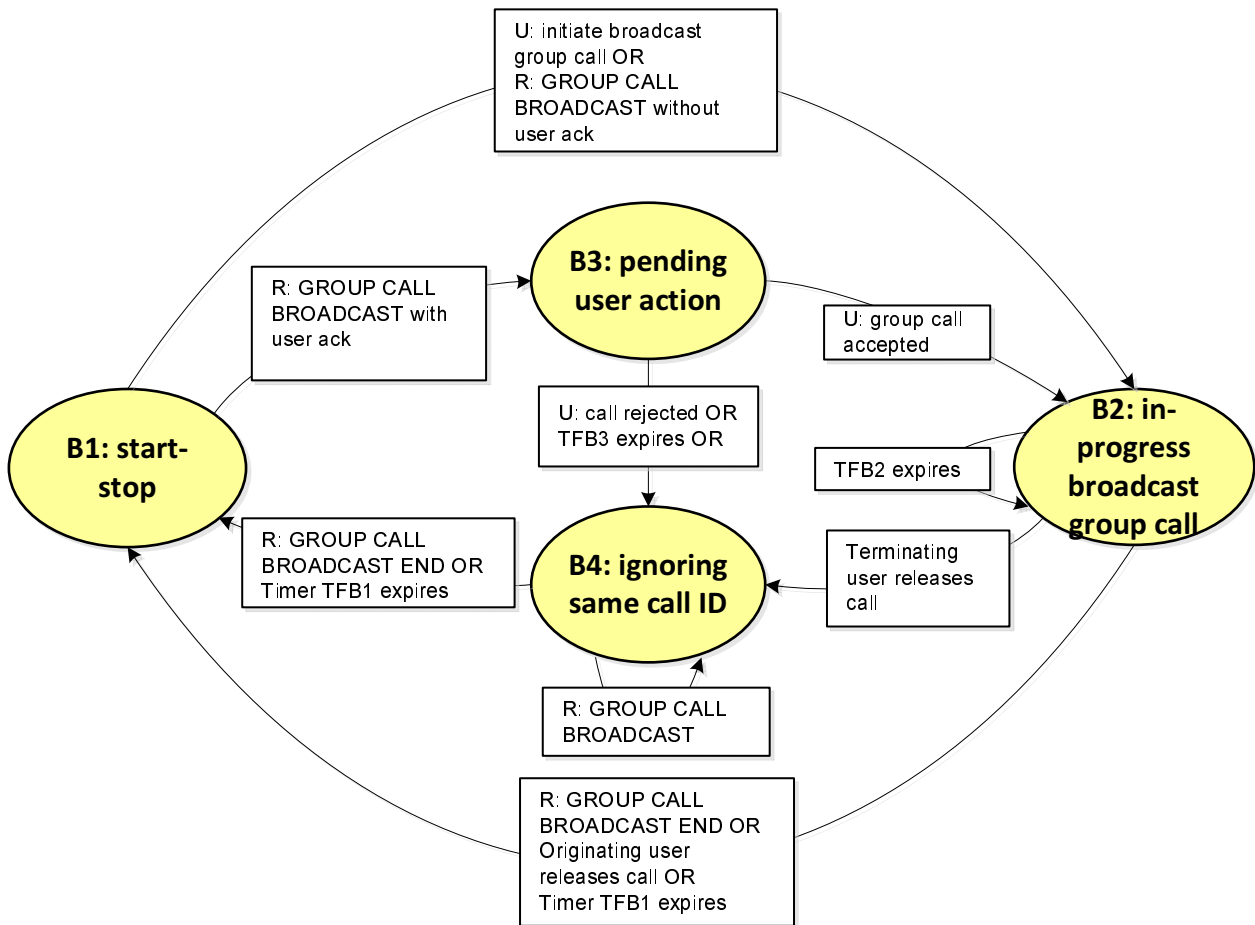 U: initiate broadcast
group call OR
R: GROUP CALL
BROADCAST without
user ack
B3: pending
user action
R: GROUP CALL
BROADCAST with
user ack
U: group call
accepted
B1: start-
stop
U: call rejected OR
TFB3 expires OR
B2: in-
progress
broadcast
group call
TFB2 expires
R: GROUP CALL
BROADCAST END OR
Timer TFB1 expires
B4: ignoring
same call ID
Terminating
user releases
call
R: GROUP CALL
BROADCAST
R: GROUP CALL
BROADCAST END OR
Originating user
releases call OR
Timer TFB1 expires